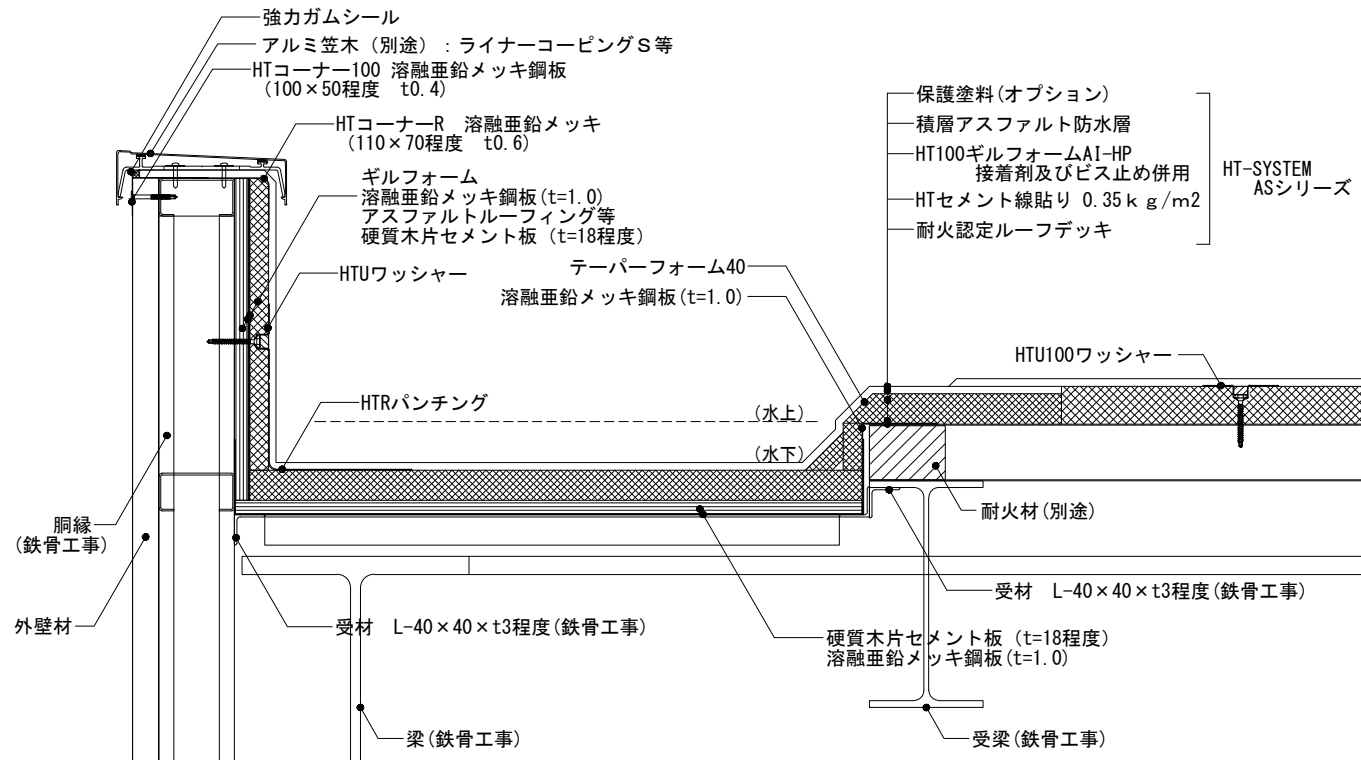 強力ガムシール
アルミ笠木（別途）：ライナーコーピングＳ等
HTコーナー100 溶融亜鉛メッキ鋼板
(100×50程度 t0.4)
HTコーナーR 溶融亜鉛メッキ
(110×70程度 t0.6)
ギルフォーム
溶融亜鉛メッキ鋼板(t=1.0)
アスファルトルーフィング等
硬質木片セメント板（t=18程度）
HTUワッシャー
テーパーフォーム40
溶融亜鉛メッキ鋼板(t=1.0)
保護塗料(オプション)
積層アスファルト防水層
HT100ギルフォームAI-HP
接着剤及びビス止め併用
HTセメント線貼り 0.35ｋｇ/m2
耐火認定ルーフデッキ
HT-SYSTEM
ASシリーズ
HTU100ワッシャー
HTRパンチング
(水上)
(水下)
耐火材(別途)
胴縁
(鉄骨工事)
外壁材
受材 L-40×40×t3程度(鉄骨工事)
受材 L-40×40×t3程度(鉄骨工事)
硬質木片セメント板（t=18程度）
溶融亜鉛メッキ鋼板(t=1.0)
梁(鉄骨工事)
受梁(鉄骨工事)